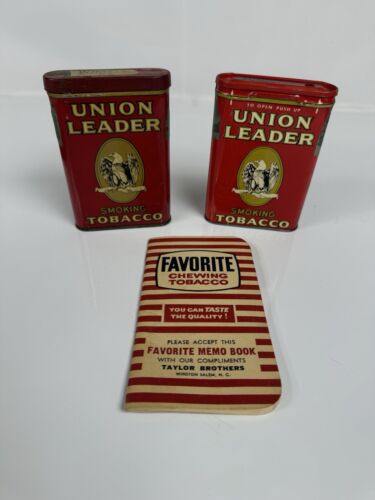 UNION
LEADER
SMOKING
TOBACCO
TO OPEN PUSH UP
UNION
LEADER
SMOKING
TOBACCO
FAVORITE
CHEWING
TOBACCO
YOU CAN TASTE
THE QUALITY!
PLEASE ACCEPT THIS
FAVORITE MEMO BOOK
WITH OUR COMPLIMENTS
TAYLOR BROTHERS
WINSTON SALEM, N. C.